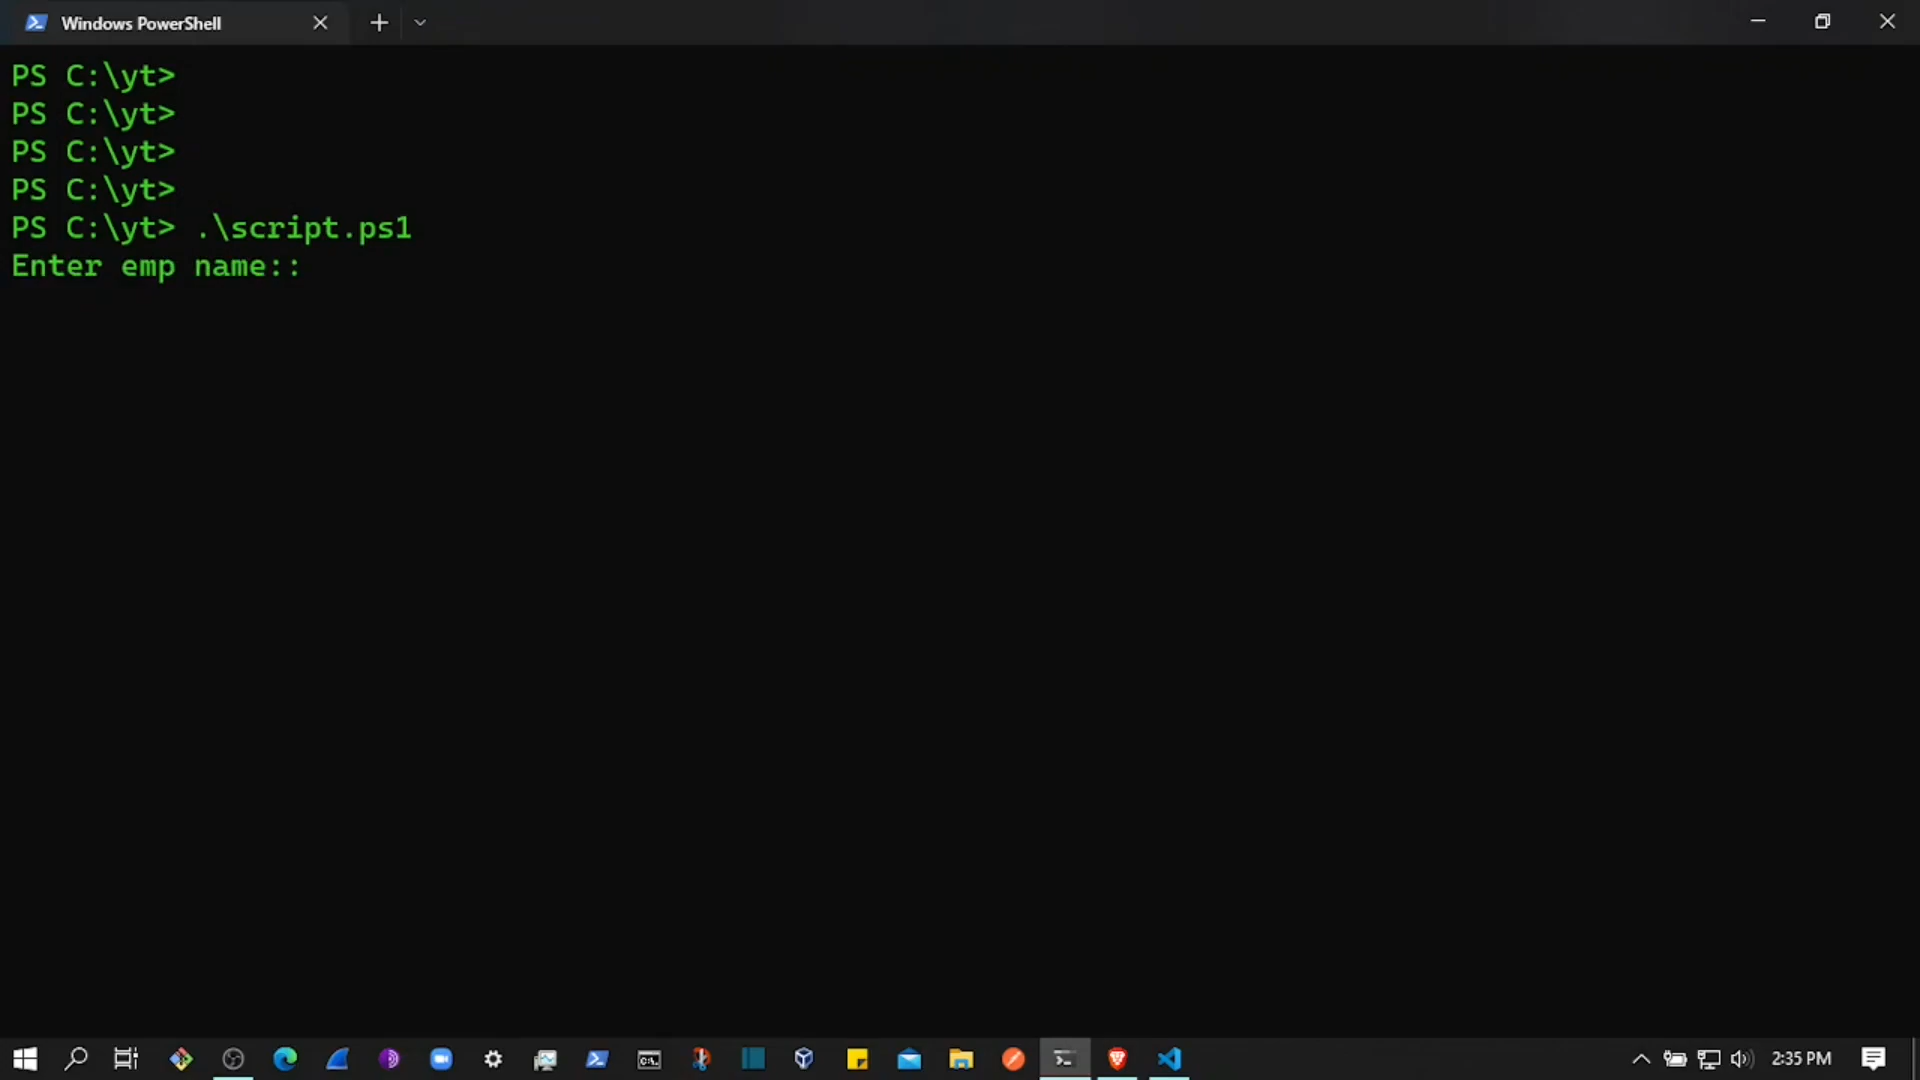 Windows PowerShell
PS C:\yt>
PS C:\yt>
PS C:\yt>
PS C:\yt>
PS C:\yt> .\script.ps1
Enter emp name::
2:35 PM